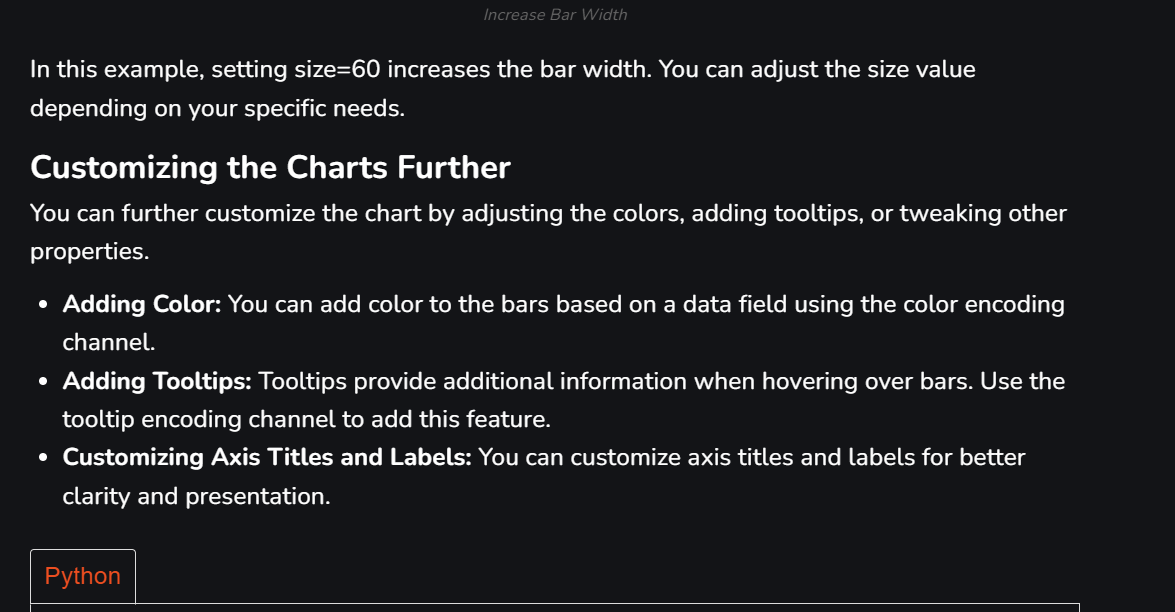 Increase Bar Width
In this example, setting size=60 increases the bar width. You can adjust the size value
depending on your specific needs.
Customizing the Charts Further
You can further customize the chart by adjusting the colors, adding tooltips, or tweaking other
properties.
• Adding Color: You can add color to the bars based on a data field using the color encoding
channel.
• Adding Tooltips: Tooltips provide additional information when hovering over bars. Use the
tooltip encoding channel to add this feature.
• Customizing Axis Titles and Labels: You can customize axis titles and labels for better
clarity and presentation.
Python